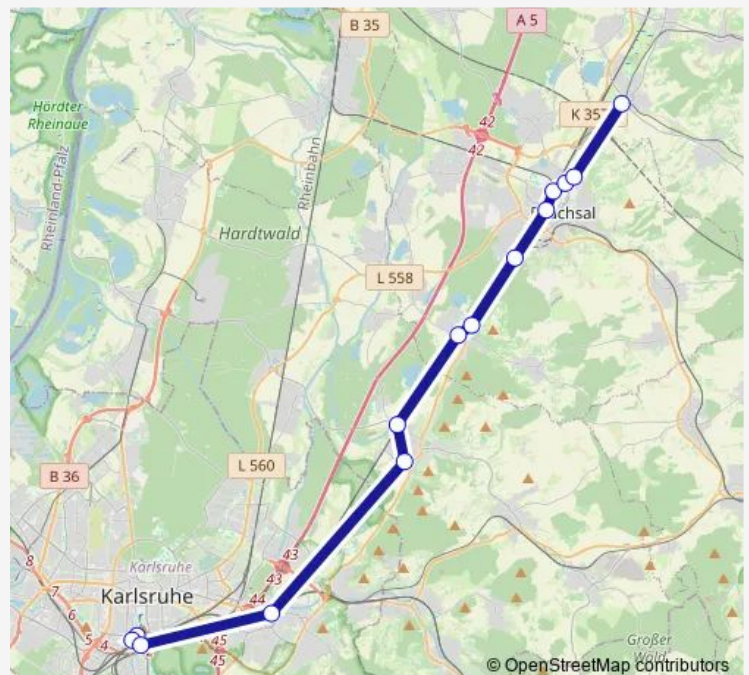 B 35
A 5
Hördter
Rheinaue
42
K 35
42
Rheinbahn
Rheinland-Pfalz
Hardtwald
L 558
L 560
B 36
43
8
Karlsruhe
43
7
Karlsruhe
44
6
5
4
45
45
Großer
Wald
© OpenStreetMap contributors